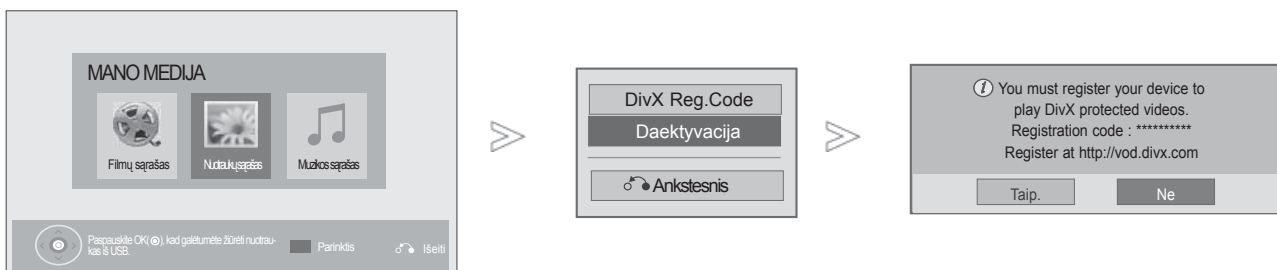 MANO MEDIJA
Filmų sąrašas
Nuotraukų sąrašas
Muzikos sąrašas
Paspauskite OK(◉), kad galėtumėte žiūrėti nuotrau-
kas iš USB.
Parinktis
Išeiti
DivX Reg.Code
Daektyvacija
Ankstesnis
i You must register your device to
play DivX protected videos.
Registration code : **********
Register at http://vod.divx.com
Taip.
Ne